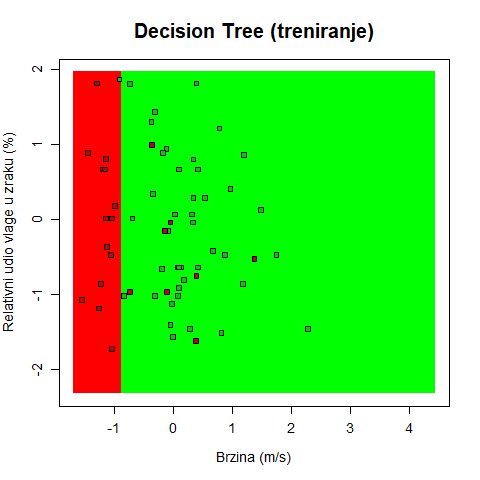 Decision Tree (treniranje)
Relativni udio vlage u zraku (%)
2
1
0
-1
-2
-1 0 1 2 3 4
Brzina (m/s)